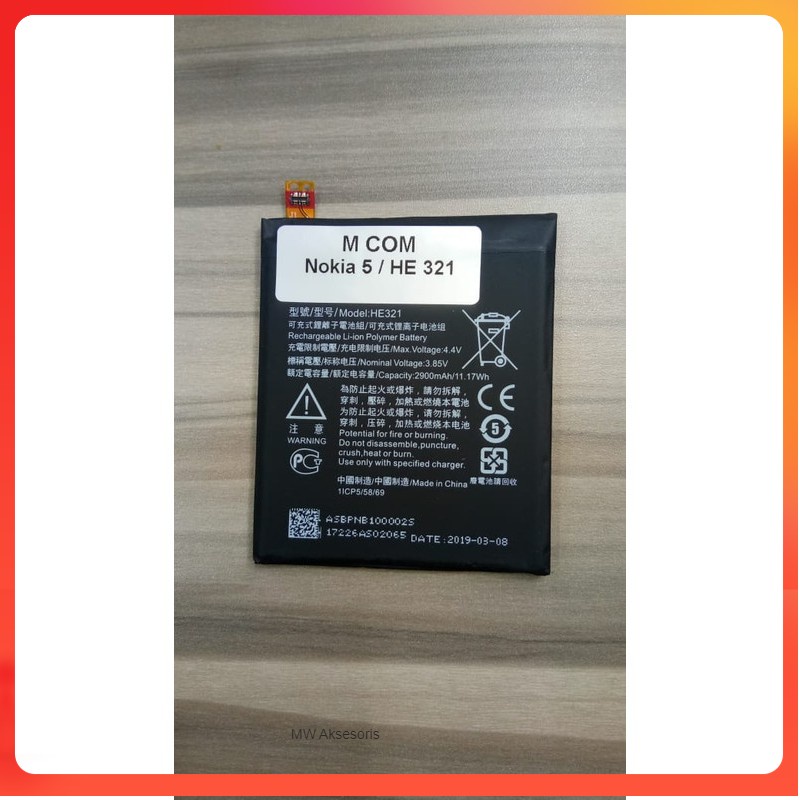 M COM
Nokia 5 / HE 321
型號/型号/Model:HE321
可充式鋰離子電池組/可充式锂离子电池组
Rechargeable Li-ion Polymer Battery
充電限制電壓/充电限制电压/Max.Voltage:4.4V
標稱電壓/标称电压/Nominal Voltage:3.85V
額定電容量/额定电容量/Capacity:2900mAh/11.17Wh
為防止起火或爆炸，請勿拆解，
穿刺，壓碎，加熱或燃燒本電池
为防止起火或爆炸，请勿拆解，
穿刺，压碎，加热或燃烧本电池
Potential for fire or burning.
Do not disassemble,puncture,
crush,heat or burn.
Use only with specified charger.
注 意
WARNING
PCT
CE
5
廢電池請回收
中國制造/中国制造/Made in China
1ICP5/58/69
ASBPNB100002S
17226AS02065 DATE:2019-03-08
MW Aksesoris